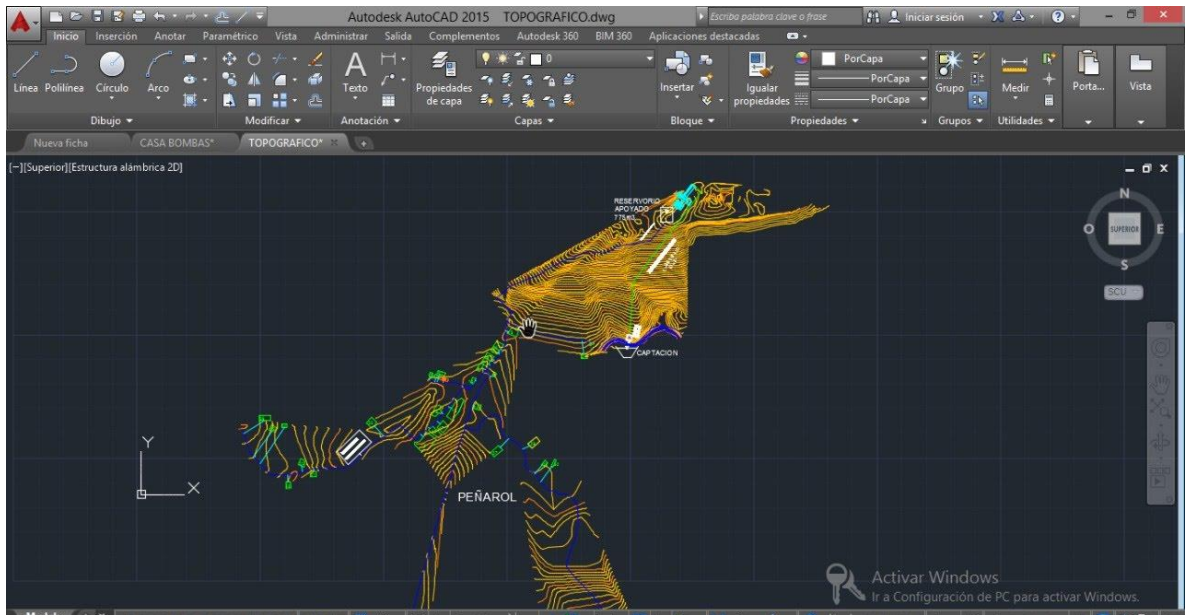 Autodesk AutoCAD 2015 TOPOGRAFICO.dwg
Escriba palabra clave o frase
Iniciar sesión
Inicio Inserción Anotar Paramétrico Vista Administrar Salida Complementos Autodesk 360 BIM 360 Aplicaciones destacadas
Línea Polilínea Círculo Arco
Texto
Propiedades de capa
0
Insertar
Igualar propiedades
PorCapa
PorCapa
PorCapa
Grupo
Medir
Porta...
Vista
Dibujo Modificar Anotación Capas Bloque Propiedades Grupos Utilidades
Nueva ficha CASA BOMBAS* TOPOGRAFICO*
[−][Superior][Estructura alámbrica 2D]
N
O SUPERIOR E
S
SCU
RESERVORIO
APOYADO
CAPTACION
Y
X
PEÑAROL
Activar Windows
Ir a Configuración de PC para activar Windows.